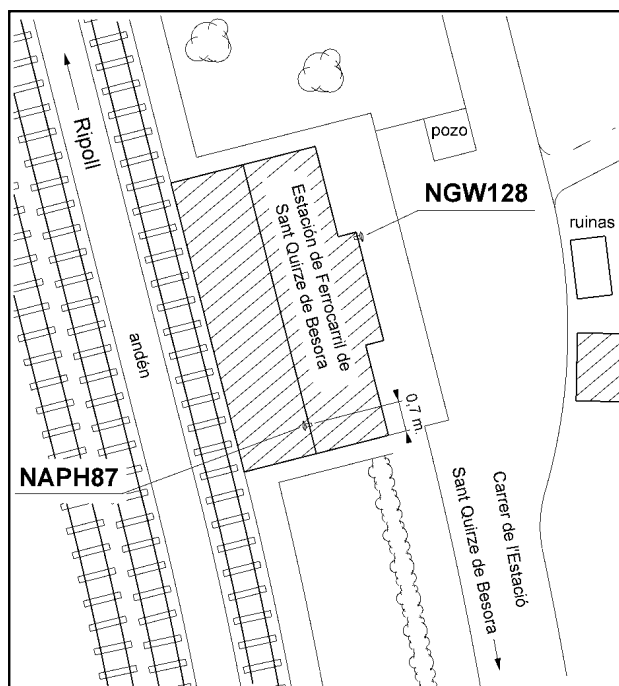 Ripoll
pozo
NGW128
Estación de Ferrocarril de
Sant Quirze de Besora
ruinas
andén
0,7 m.
NAPH87
Carrer de l'Estació
Sant Quirze de Besora